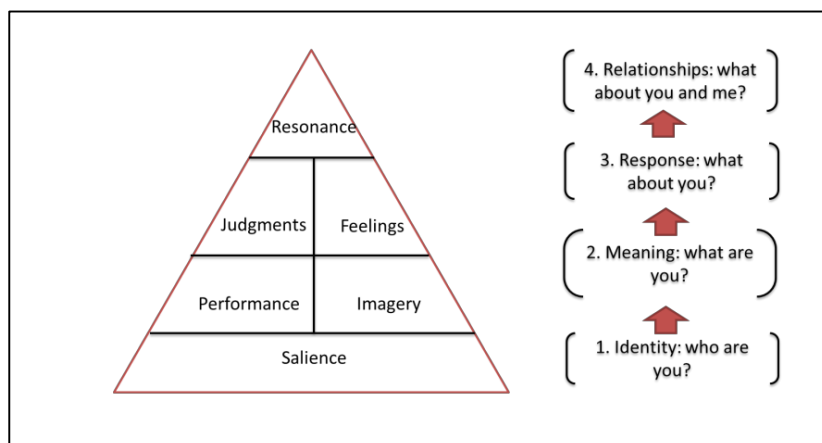 Resonance
Judgments
Feelings
Performance
Imagery
Salience
4. Relationships: what
about you and me?
3. Response: what
about you?
2. Meaning: what are
you?
1. Identity: who are
you?